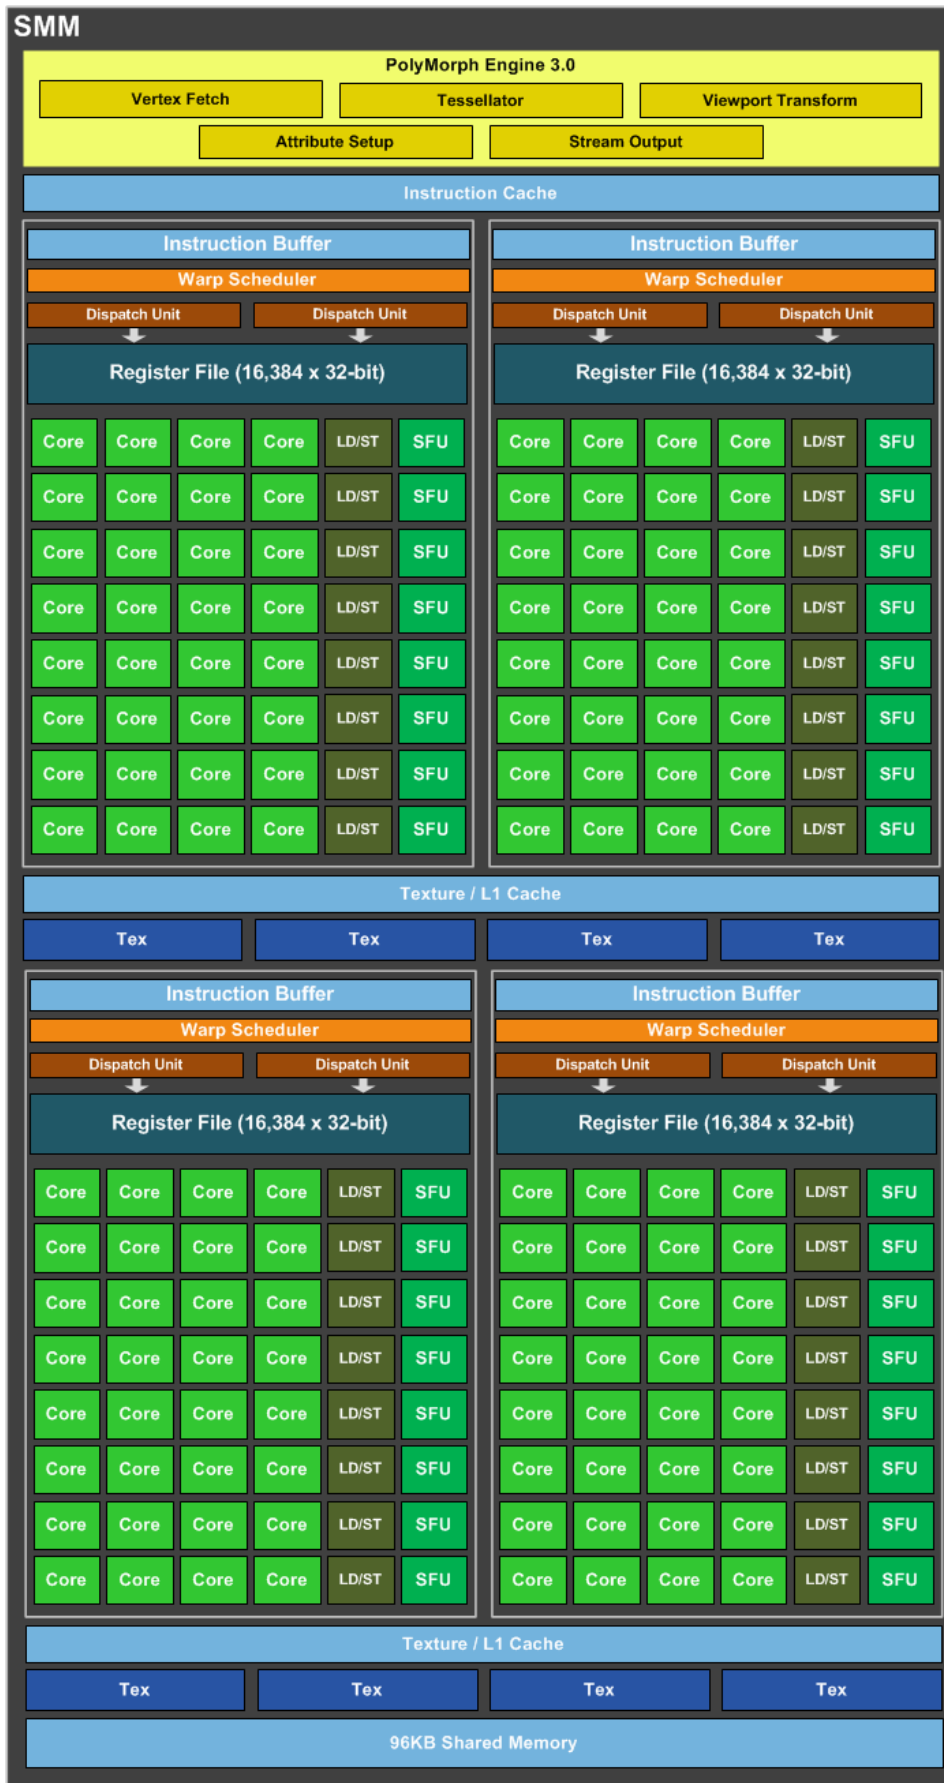 SMM
PolyMorph Engine 3.0
Vertex Fetch Tessellator Viewport Transform
Attribute Setup Stream Output
Instruction Cache
Instruction Buffer Instruction Buffer
Warp Scheduler Warp Scheduler
Dispatch Unit Dispatch Unit Dispatch Unit Dispatch Unit
Register File (16,384 x 32-bit) Register File (16,384 x 32-bit)
Core Core Core Core LD/ST SFU Core Core Core Core LD/ST SFU
Core Core Core Core LD/ST SFU Core Core Core Core LD/ST SFU
Core Core Core Core LD/ST SFU Core Core Core Core LD/ST SFU
Core Core Core Core LD/ST SFU Core Core Core Core LD/ST SFU
Core Core Core Core LD/ST SFU Core Core Core Core LD/ST SFU
Core Core Core Core LD/ST SFU Core Core Core Core LD/ST SFU
Core Core Core Core LD/ST SFU Core Core Core Core LD/ST SFU
Core Core Core Core LD/ST SFU Core Core Core Core LD/ST SFU
Texture / L1 Cache
Tex Tex Tex Tex
Instruction Buffer Instruction Buffer
Warp Scheduler Warp Scheduler
Dispatch Unit Dispatch Unit Dispatch Unit Dispatch Unit
Register File (16,384 x 32-bit) Register File (16,384 x 32-bit)
Core Core Core Core LD/ST SFU Core Core Core Core LD/ST SFU
Core Core Core Core LD/ST SFU Core Core Core Core LD/ST SFU
Core Core Core Core LD/ST SFU Core Core Core Core LD/ST SFU
Core Core Core Core LD/ST SFU Core Core Core Core LD/ST SFU
Core Core Core Core LD/ST SFU Core Core Core Core LD/ST SFU
Core Core Core Core LD/ST SFU Core Core Core Core LD/ST SFU
Core Core Core Core LD/ST SFU Core Core Core Core LD/ST SFU
Core Core Core Core LD/ST SFU Core Core Core Core LD/ST SFU
Texture / L1 Cache
Tex Tex Tex Tex
96KB Shared Memory